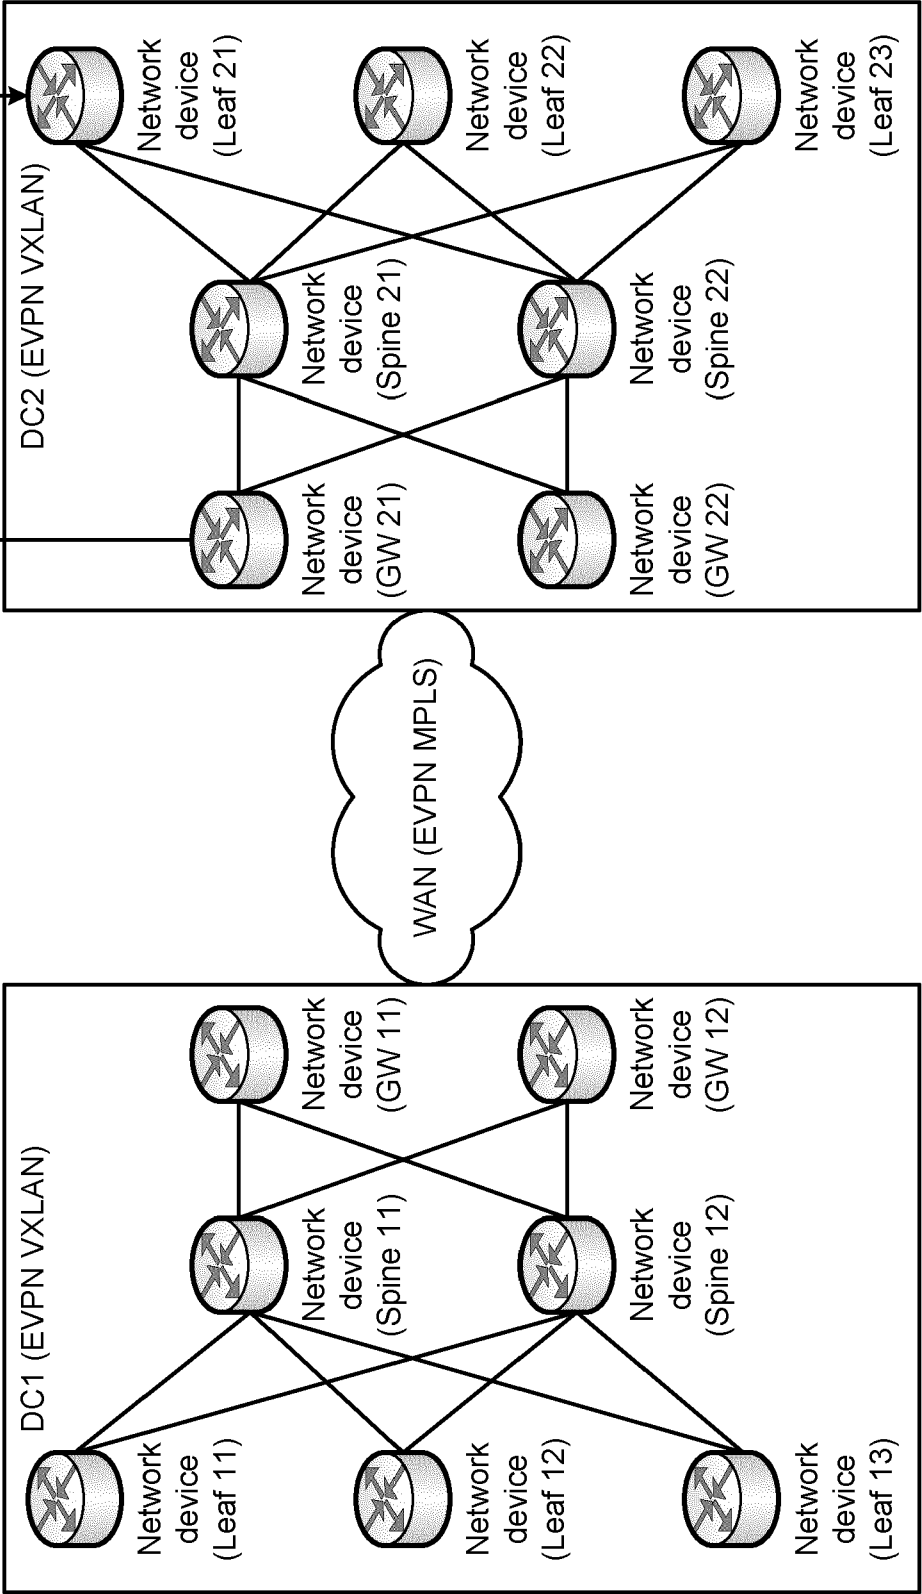 DC1 (EVPN VXLAN)
Network
device
(Leaf 11)
Network
device
(Leaf 12)
Network
device
(Leaf 13)
Network
device
(Spine 11)
Network
device
(Spine 12)
Network
device
(GW 11)
Network
device
(GW 12)
WAN (EVPN MPLS)
DC2 (EVPN VXLAN)
Network
device
(GW 21)
Network
device
(GW 22)
Network
device
(Spine 21)
Network
device
(Spine 22)
Network
device
(Leaf 21)
Network
device
(Leaf 22)
Network
device
(Leaf 23)